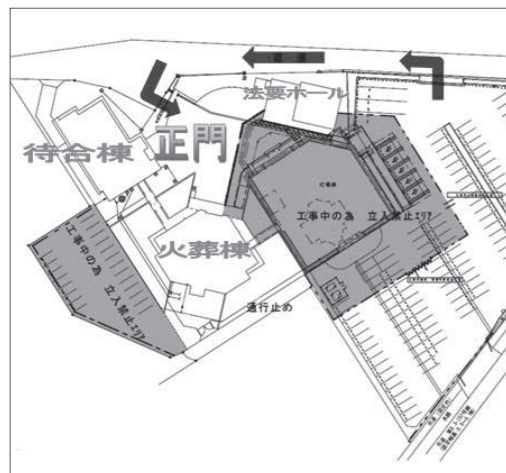 法要ホール
待合棟
正門
工事中の為 立入禁止エリア
火葬棟
工事中の為 立入禁止エリア
通行止め